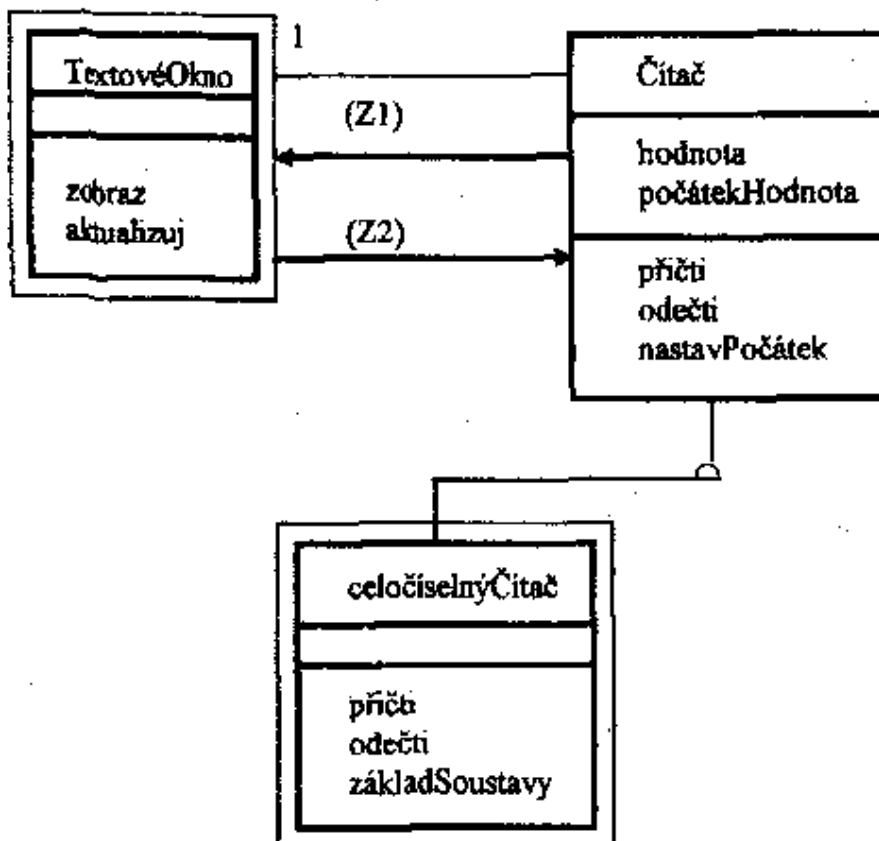 1
TextovéOkno
zobraz
aktualizuj
(Z1)
(Z2)
Čítač
hodnota
počátekHodnota
přičti
odečti
nastavPočátek
celočíselnýČítač
přičti
odečti
základSoustavy